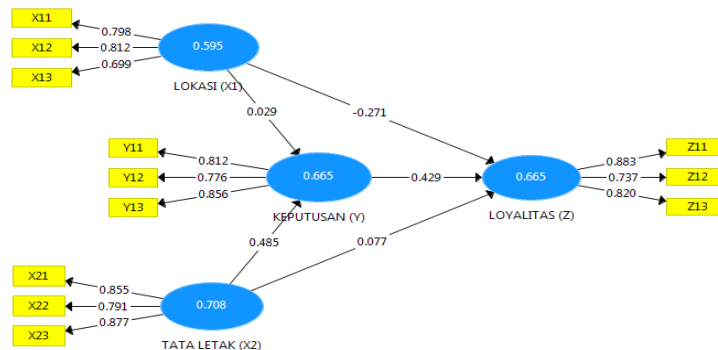 X11
0.798
X12
0.812
X13
0.699
0.595
LOKASI (X1)
0.029
-0.271
Y11
0.812
Y12
0.776
Y13
0.856
0.665
KEPUTUSAN (Y)
0.429
0.665
LOYALITAS (Z)
0.883
Z11
0.737
Z12
0.820
Z13
0.485
0.077
X21
0.855
X22
0.791
X23
0.877
0.708
TATA LETAK (X2)